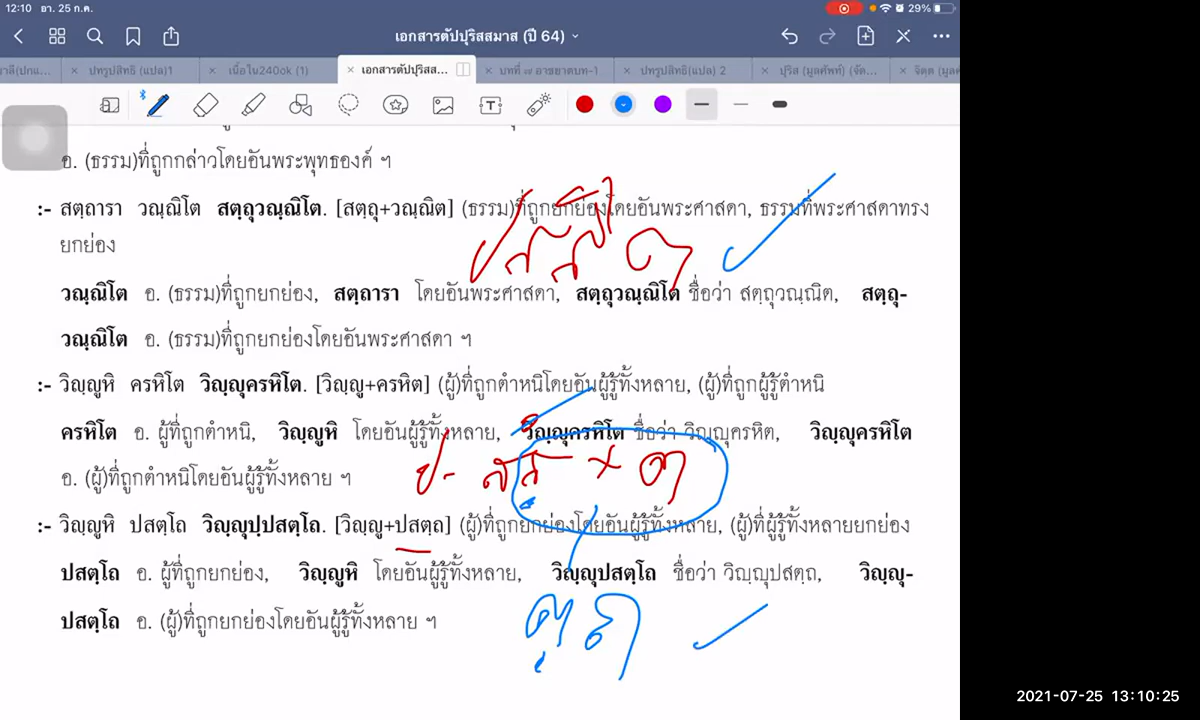 12:10 อา. 25 ก.ค.
29%
เอกสารตัปปุริสสมาส (ปี 64)
ปทรูปสิทธิ (แปล)1
เนื้อใน240ok (1)
เอกสารตัปปุริสส...
บทที่ ๗ อาขยาตบท-1
ปทรูปสิทธิ(แปล) 2
ปุริส (มูลศัพท์) (จัด...
จิตต (มูลศ
อ. (ธรรม)ที่ถูกกล่าวโดยอันพระพุทธองค์ ฯ
:- สตฺถารา วณฺณิโต สตฺถุวณฺณิโต. [สตฺถุ+วณฺณิต] (ธรรม)ที่ถูกยกย่องโดยอันพระศาสดา, ธรรมที่พระศาสดาทรง
ยกย่อง
วณฺณิโต อ. (ธรรม)ที่ถูกยกย่อง, สตฺถารา โดยอันพระศาสดา, สตฺถุวณฺณิโต ชื่อว่า สตฺถุวณฺณิต, สตฺถุ-
วณฺณิโต อ. (ธรรม)ที่ถูกยกย่องโดยอันพระศาสดา ฯ
:- วิญฺญูหิ ครหิโต วิญฺญุครหิโต. [วิญฺญู+ครหิต] (ผู้)ที่ถูกตำหนิโดยอันผู้รู้ทั้งหลาย, (ผู้)ที่ถูกผู้รู้ตำหนิ
ครหิโต อ. ผู้ที่ถูกตำหนิ, วิญฺญูหิ โดยอันผู้รู้ทั้งหลาย, วิญฺญุครหิโต ชื่อว่า วิญฺญุครหิต, วิญฺญุครหิโต
อ. (ผู้)ที่ถูกตำหนิโดยอันผู้รู้ทั้งหลาย ฯ
:- วิญฺญูหิ ปสตฺโถ วิญฺญุปฺปสตฺโถ. [วิญฺญู+ปสตฺถ] (ผู้)ที่ถูกยกย่องโดยอันผู้รู้ทั้งหลาย, (ผู้)ที่ผู้รู้ทั้งหลายยกย่อง
ปสตฺโถ อ. ผู้ที่ถูกยกย่อง, วิญฺญูหิ โดยอันผู้รู้ทั้งหลาย, วิญฺญุปสตฺโถ ชื่อว่า วิญฺญุปสตฺถ, วิญฺญุ-
ปสตฺโถ อ. (ผู้)ที่ถูกยกย่องโดยอันผู้รู้ทั้งหลาย ฯ
2021-07-25 13:10:25